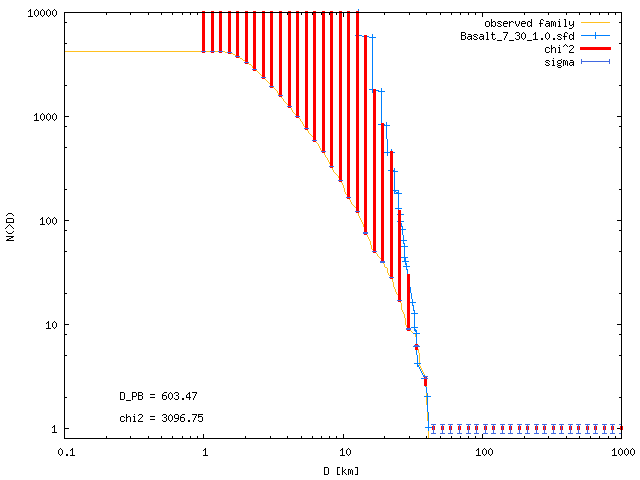 10000
1000
100
10
1
N(>D)
observed family
Basalt_7_30_1.0.sfd
chi^2
sigma
D_PB = 603.47
chi2 = 3096.75
0.1 1 10 100 1000
D [km]